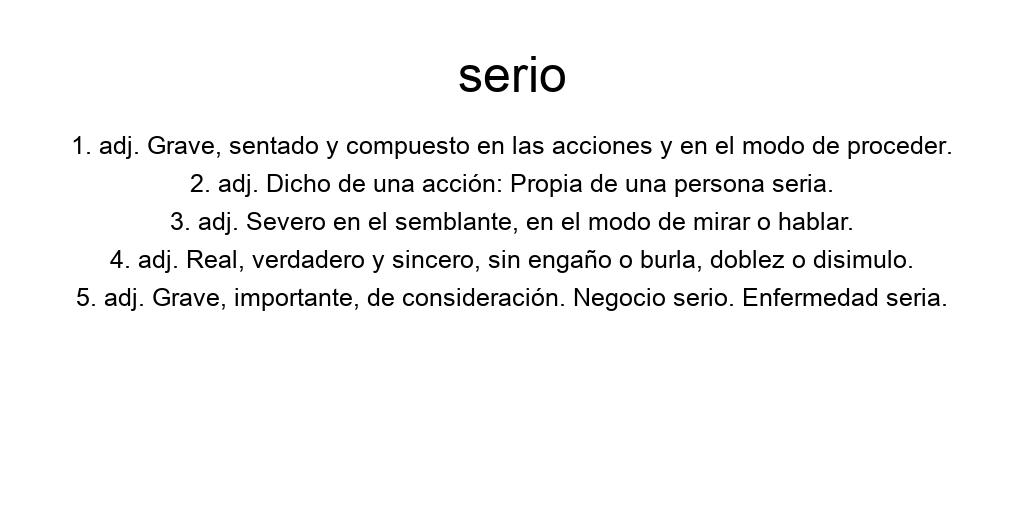 serio
1. adj. Grave, sentado y compuesto en las acciones y en el modo de proceder.
2. adj. Dicho de una acción: Propia de una persona seria.
3. adj. Severo en el semblante, en el modo de mirar o hablar.
4. adj. Real, verdadero y sincero, sin engaño o burla, doblez o disimulo.
5. adj. Grave, importante, de consideración. Negocio serio. Enfermedad seria.